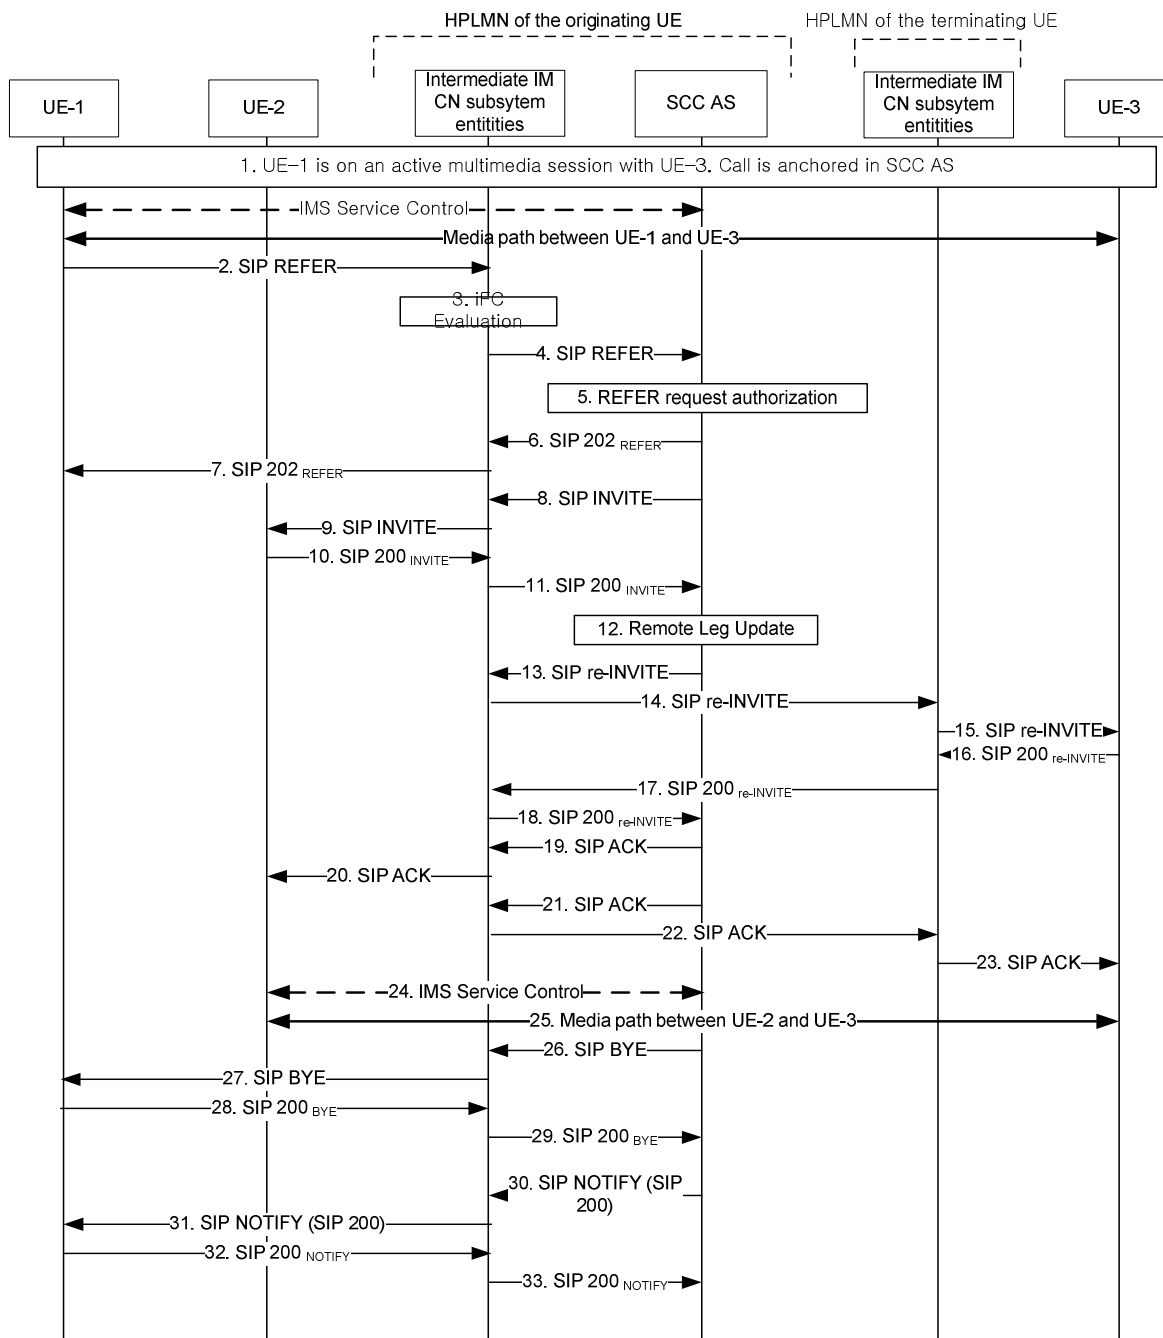 HPLMN of the originating UE
HPLMN of the terminating UE
UE-1
UE-2
Intermediate IM
CN subsytem
entitities
SCC AS
Intermediate IM
CN subsytem
entitities
UE-3
1. UE-1 is on an active multimedia session with UE-3. Call is anchored in SCC AS
IMS Service Control
Media path between UE-1 and UE-3
2. SIP REFER
3. iFC
Evaluation
4. SIP REFER
5. REFER request authorization
6. SIP 202 REFER
7. SIP 202 REFER
8. SIP INVITE
9. SIP INVITE
10. SIP 200 INVITE
11. SIP 200 INVITE
12. Remote Leg Update
13. SIP re-INVITE
14. SIP re-INVITE
15. SIP re-INVITE
16. SIP 200 re-INVITE
17. SIP 200 re-INVITE
18. SIP 200 re-INVITE
19. SIP ACK
20. SIP ACK
21. SIP ACK
22. SIP ACK
23. SIP ACK
24. IMS Service Control
25. Media path between UE-2 and UE-3
26. SIP BYE
27. SIP BYE
28. SIP 200 BYE
29. SIP 200 BYE
30. SIP NOTIFY (SIP
200)
31. SIP NOTIFY (SIP 200)
32. SIP 200 NOTIFY
33. SIP 200 NOTIFY